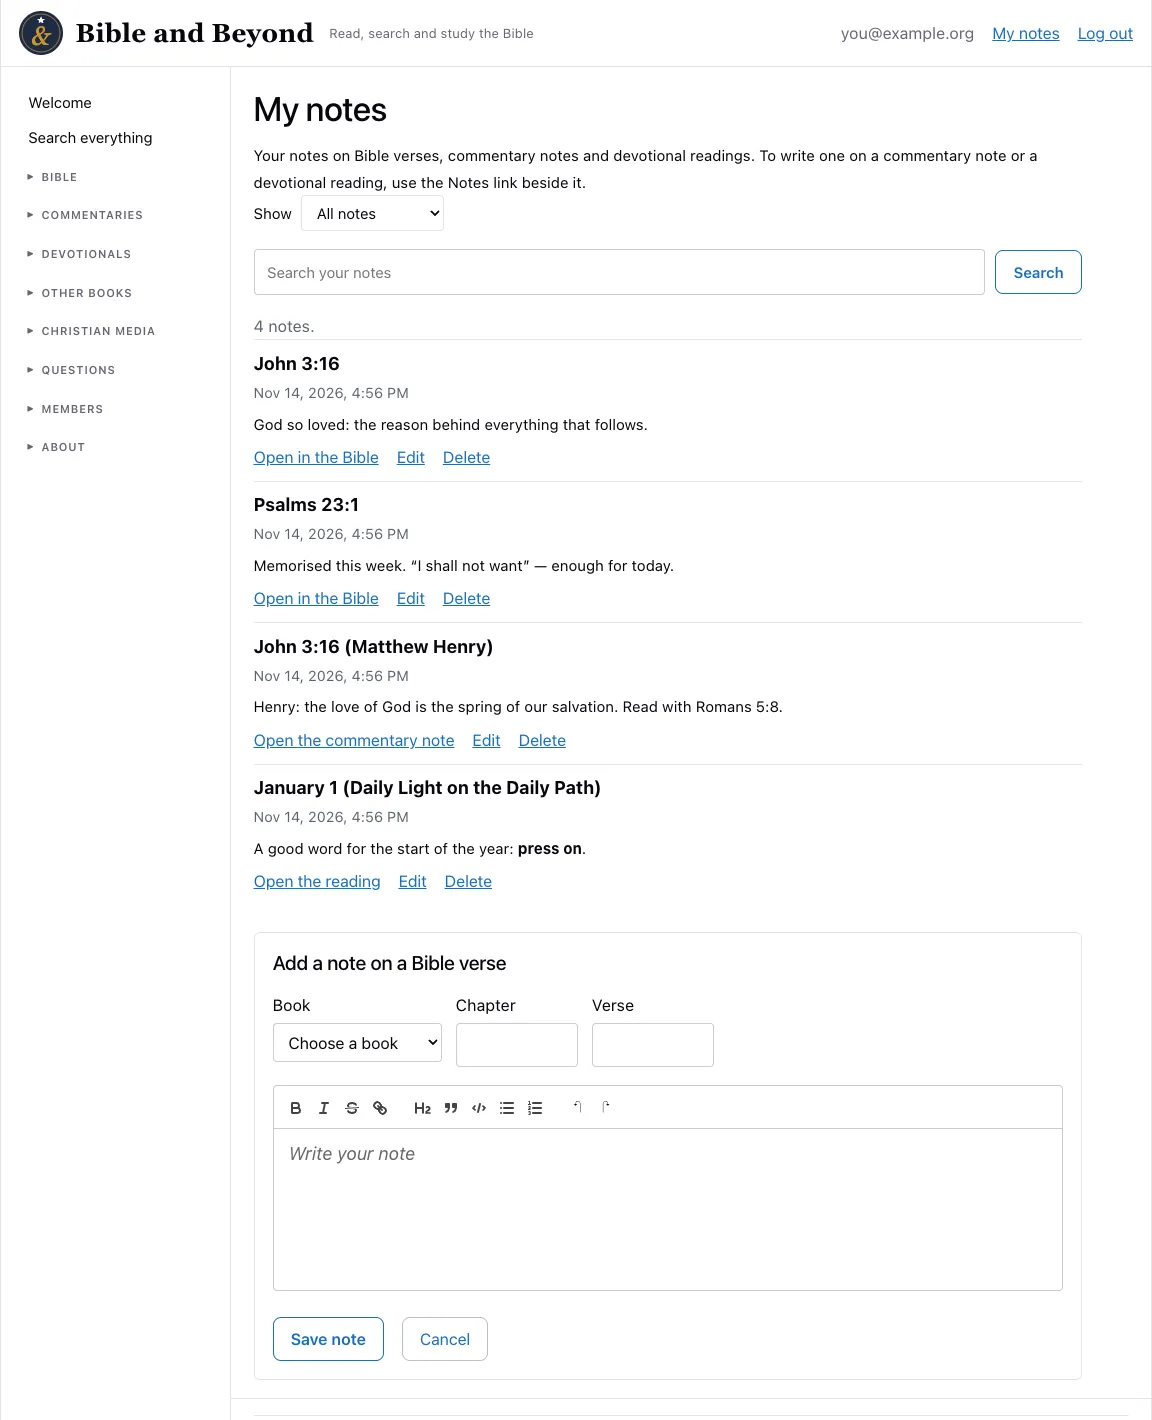 & Bible and Beyond Read, search and study the Bible you@example.org My notes Log out
Welcome
Search everything
BIBLE
COMMENTARIES
DEVOTIONALS
OTHER BOOKS
CHRISTIAN MEDIA
QUESTIONS
MEMBERS
ABOUT
My notes
Your notes on Bible verses, commentary notes and devotional readings. To write one on a commentary note or a
devotional reading, use the Notes link beside it.
Show All notes
Search your notes Search
4 notes.
John 3:16
Nov 14, 2026, 4:56 PM
God so loved: the reason behind everything that follows.
Open in the Bible Edit Delete
Psalms 23:1
Nov 14, 2026, 4:56 PM
Memorised this week. “I shall not want” — enough for today.
Open in the Bible Edit Delete
John 3:16 (Matthew Henry)
Nov 14, 2026, 4:56 PM
Henry: the love of God is the spring of our salvation. Read with Romans 5:8.
Open the commentary note Edit Delete
January 1 (Daily Light on the Daily Path)
Nov 14, 2026, 4:56 PM
A good word for the start of the year: press on.
Open the reading Edit Delete
Add a note on a Bible verse
Book Chapter Verse
Choose a book
B I S H2
Write your note
Save note Cancel